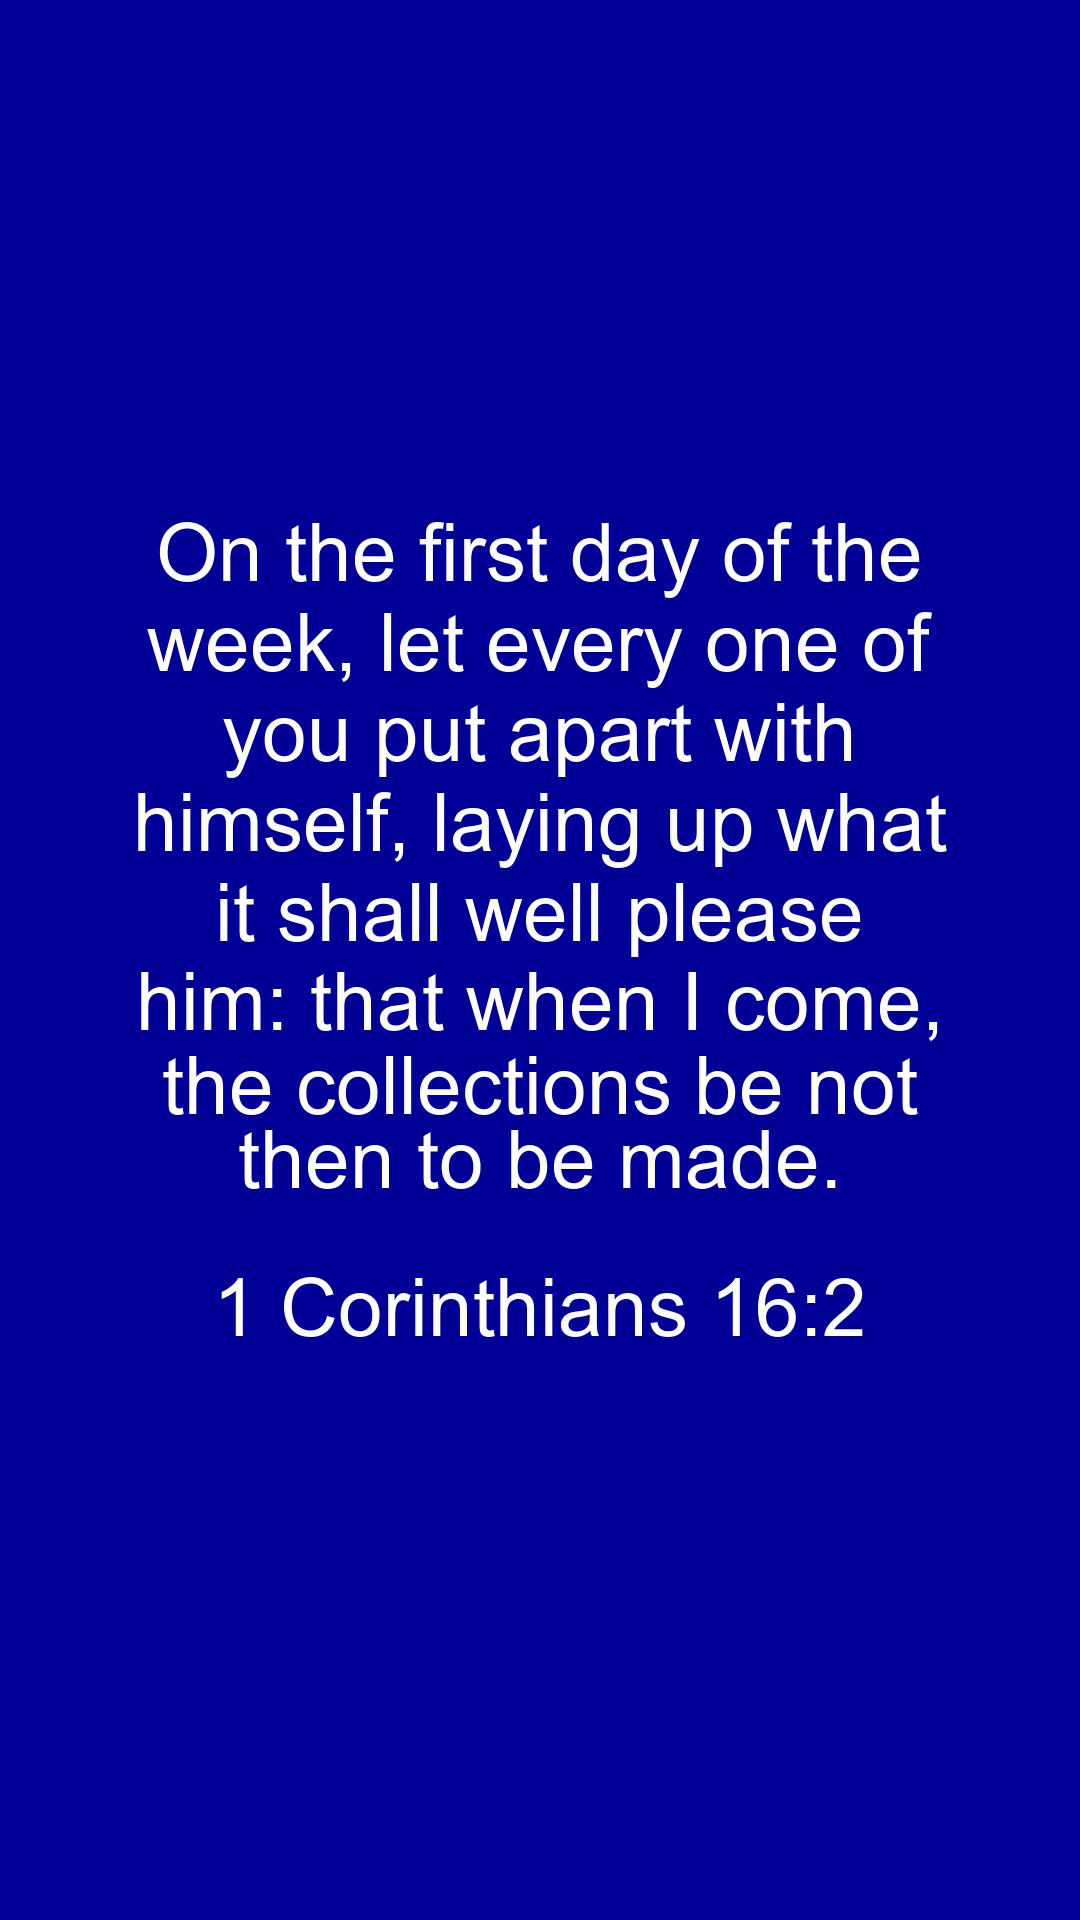 On the first day of the
week, let every one of
you put apart with
himself, laying up what
it shall well please
him: that when I come,
the collections be not
then to be made.
1 Corinthians 16:2